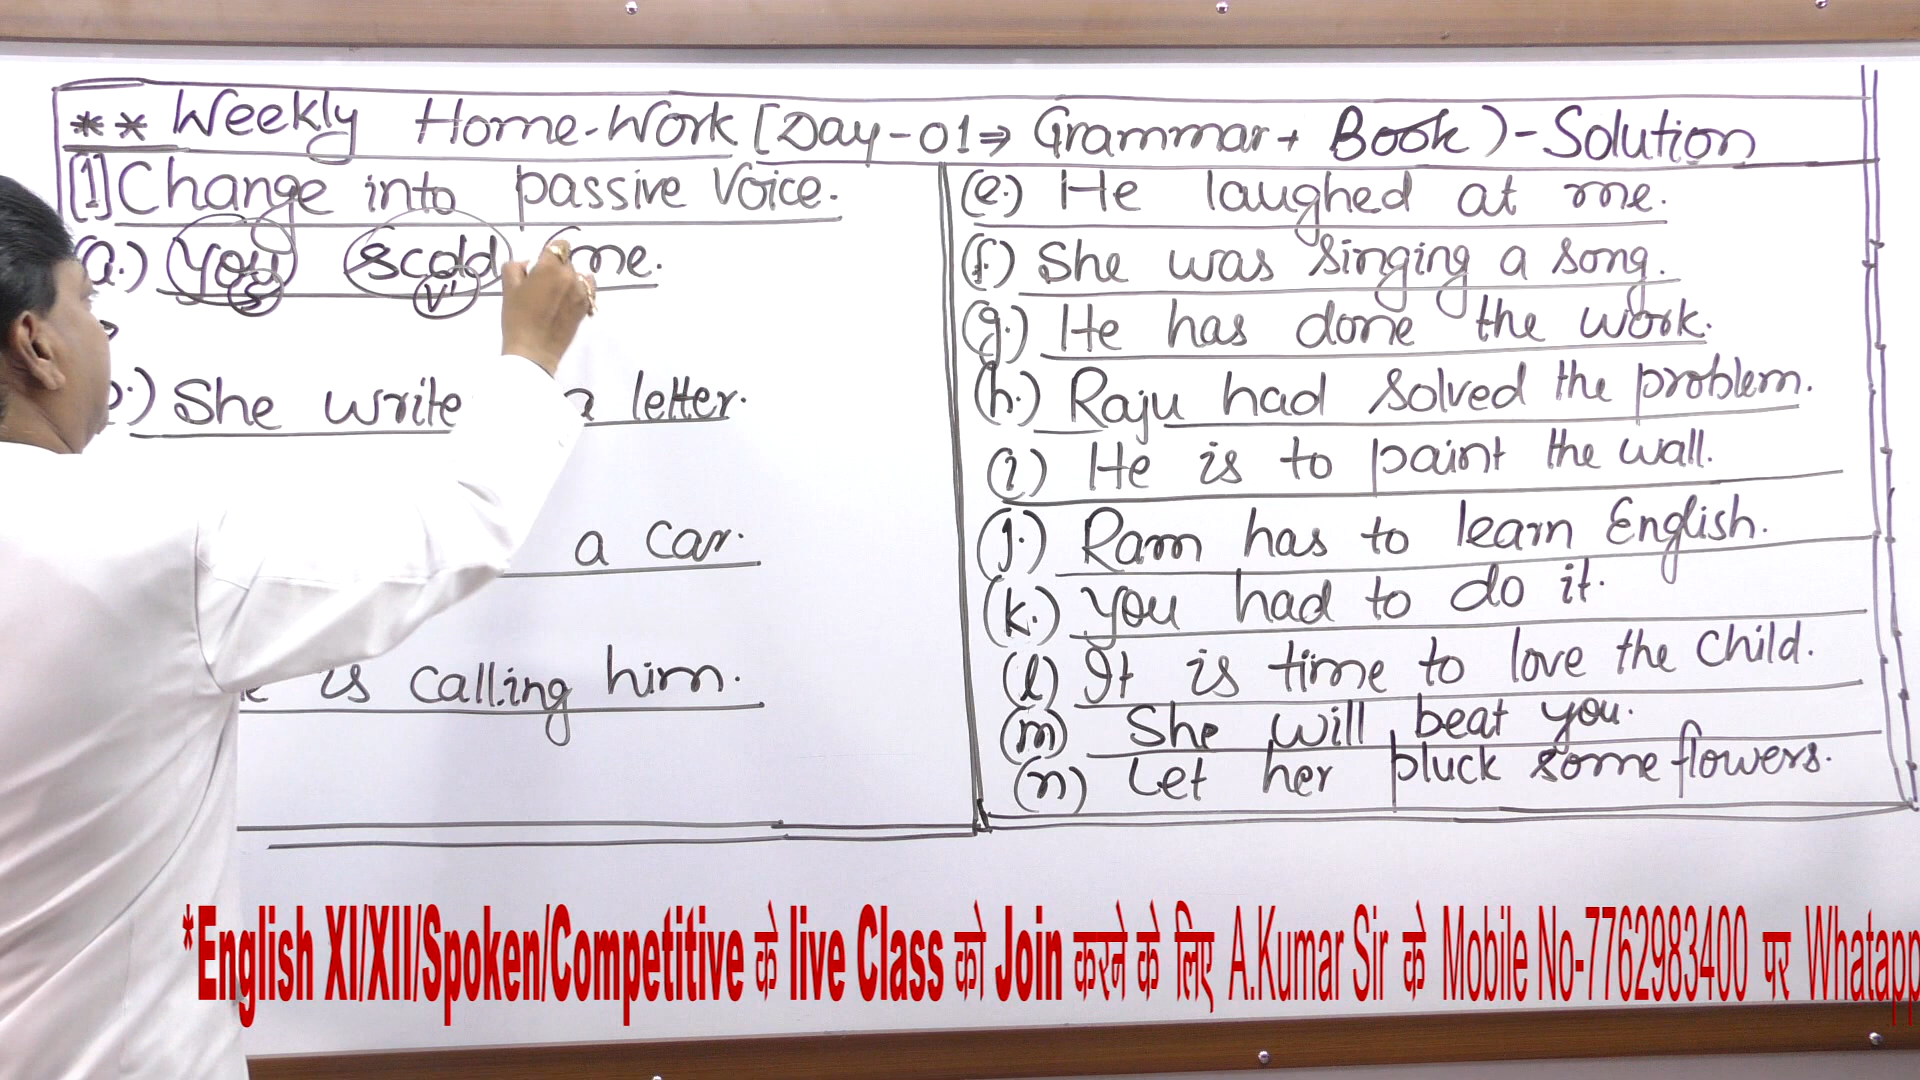 ** Weekly Home-Work [Day-01⇒ Grammar+ Book)-Solution
[1] Change into passive Voice.
(a.) You scold me.
S V¹
b.) She write a letter.
a car.
is calling him.
(e.) He laughed at me.
(f.) She was singing a song.
(g.) He has done the work.
(h.) Raju had solved the problem.
(i) He is to paint the wall.
(j.) Ram has to learn English.
(k.) You had to do it.
(l) It is time to love the child.
(m) She will beat you.
(n) Let her pluck some flowers.
*English XI/XII/Spoken/Competitive के live Class को Join करने के लिए A.Kumar Sir के Mobile No-7762983400 पर Whatapp